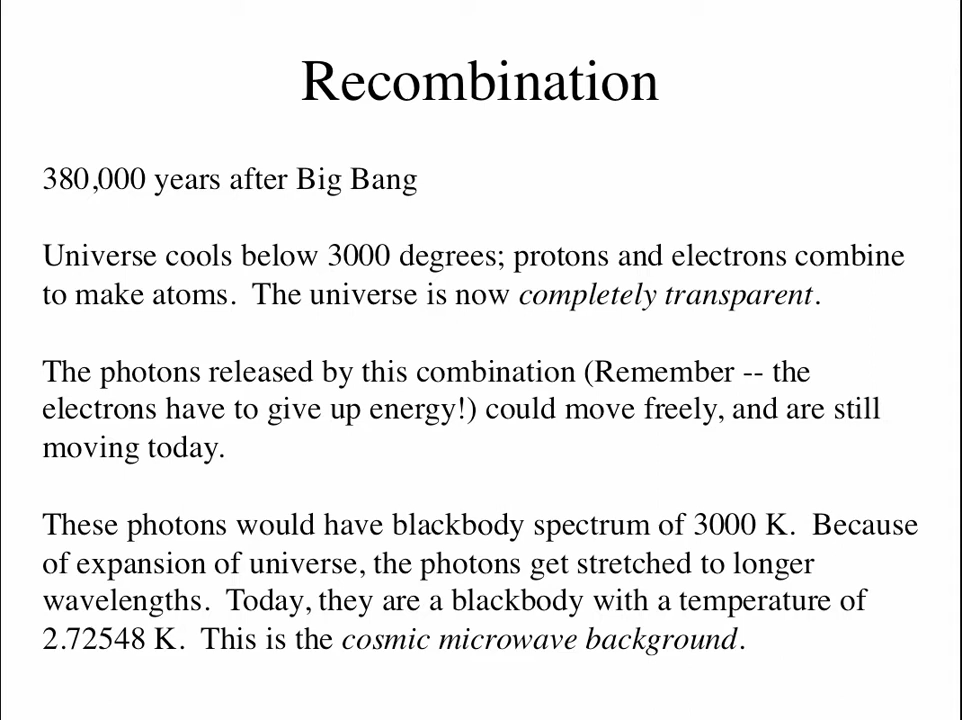 Recombination
380,000 years after Big Bang
Universe cools below 3000 degrees; protons and electrons combine
to make atoms.  The universe is now completely transparent.
The photons released by this combination (Remember -- the
electrons have to give up energy!) could move freely, and are still
moving today.
These photons would have blackbody spectrum of 3000 K.  Because
of expansion of universe, the photons get stretched to longer
wavelengths.  Today, they are a blackbody with a temperature of
2.72548 K.  This is the cosmic microwave background.